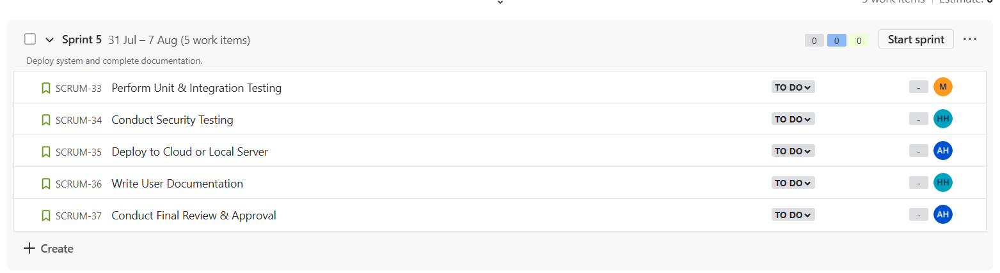 work items Estimate:
Sprint 5 31 Jul – 7 Aug (5 work items) 0 0 0 Start sprint
Deploy system and complete documentation.
SCRUM-33 Perform Unit & Integration Testing TO DO - M
SCRUM-34 Conduct Security Testing TO DO - HH
SCRUM-35 Deploy to Cloud or Local Server TO DO - AH
SCRUM-36 Write User Documentation TO DO - HH
SCRUM-37 Conduct Final Review & Approval TO DO - AH
Create